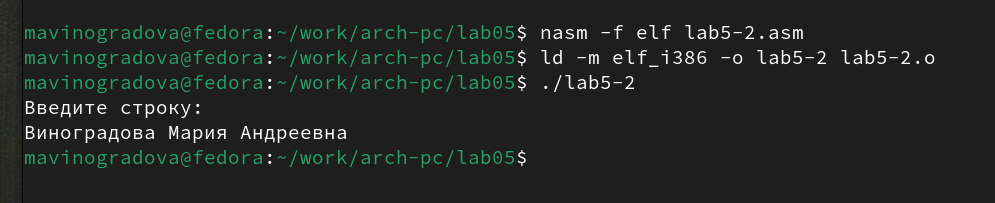 mavinogradova@fedora:~/work/arch-pc/lab05$ nasm -f elf lab5-2.asm
mavinogradova@fedora:~/work/arch-pc/lab05$ ld -m elf_i386 -o lab5-2 lab5-2.o
mavinogradova@fedora:~/work/arch-pc/lab05$ ./lab5-2
Введите строку:
Виноградова Мария Андреевна
mavinogradova@fedora:~/work/arch-pc/lab05$